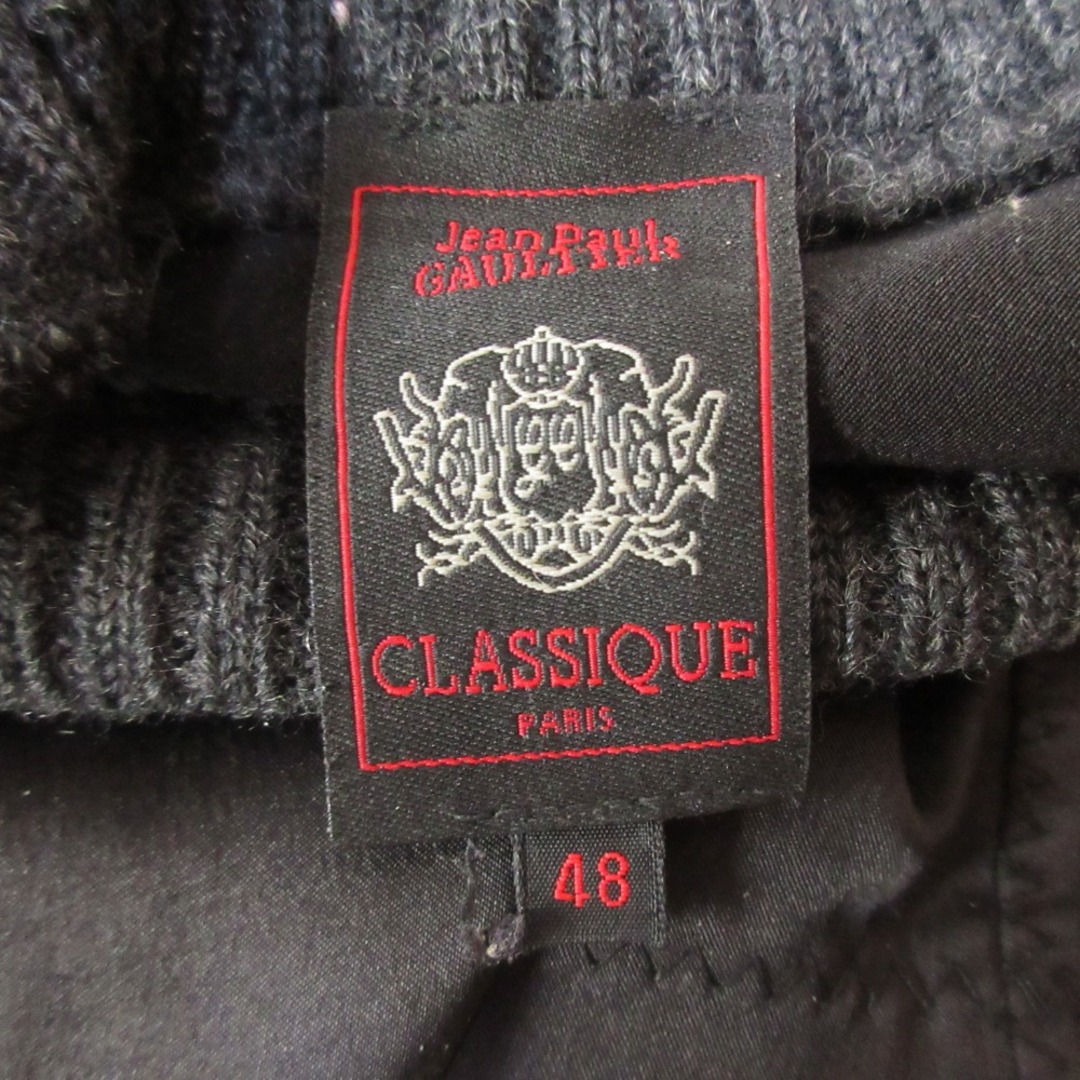 Jean Paul
GAULTIER
CLASSIQUE
PARIS
48